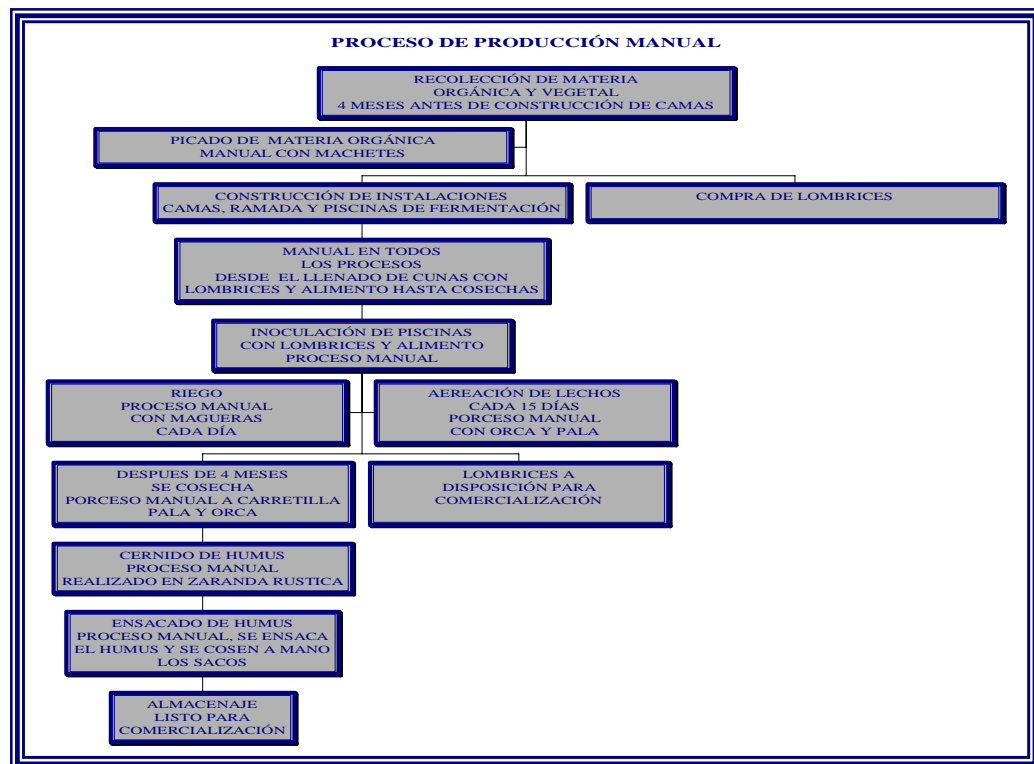 PROCESO DE PRODUCCIÓN MANUAL
RECOLECCIÓN DE MATERIA
ORGÁNICA Y VEGETAL
4 MESES ANTES DE CONSTRUCCIÓN DE CAMAS
PICADO DE MATERIA ORGÁNICA
MANUAL CON MACHETES
CONSTRUCCIÓN DE INSTALACIONES
CAMAS, RAMADA Y PISCINAS DE FERMENTACIÓN
COMPRA DE LOMBRICES
MANUAL EN TODOS
LOS PROCESOS
DESDE EL LLENADO DE CUNAS CON
LOMBRICES Y ALIMENTO HASTA COSECHAS
INOCULACIÓN DE PISCINAS
CON LOMBRICES Y ALIMENTO
PROCESO MANUAL
RIEGO
PROCESO MANUAL
CON MAGUERAS
CADA DÍA
AEREACIÓN DE LECHOS
CADA 15 DÍAS
PORCESO MANUAL
CON ORCA Y PALA
DESPUES DE 4 MESES
SE COSECHA
PORCESO MANUAL A CARRETILLA
PALA Y ORCA
LOMBRICES A
DISPOSICIÓN PARA
COMERCIALIZACIÓN
CERNIDO DE HUMUS
PROCESO MANUAL
REALIZADO EN ZARANDA RUSTICA
ENSACADO DE HUMUS
PROCESO MANUAL, SE ENSACA
EL HUMUS Y SE COSEN A MANO
LOS SACOS
ALMACENAJE
LISTO PARA
COMERCIALIZACIÓN